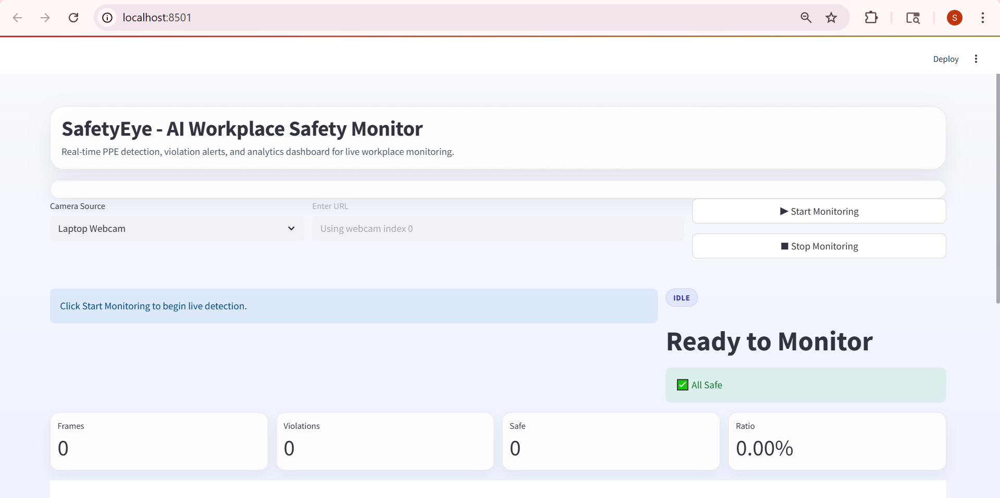 localhost:8501
S
Deploy
SafetyEye - AI Workplace Safety Monitor
Real-time PPE detection, violation alerts, and analytics dashboard for live workplace monitoring.
Camera Source
Enter URL
Laptop Webcam
Using webcam index 0
▶ Start Monitoring
■ Stop Monitoring
Click Start Monitoring to begin live detection.
IDLE
Ready to Monitor
✅ All Safe
Frames
0
Violations
0
Safe
0
Ratio
0.00%